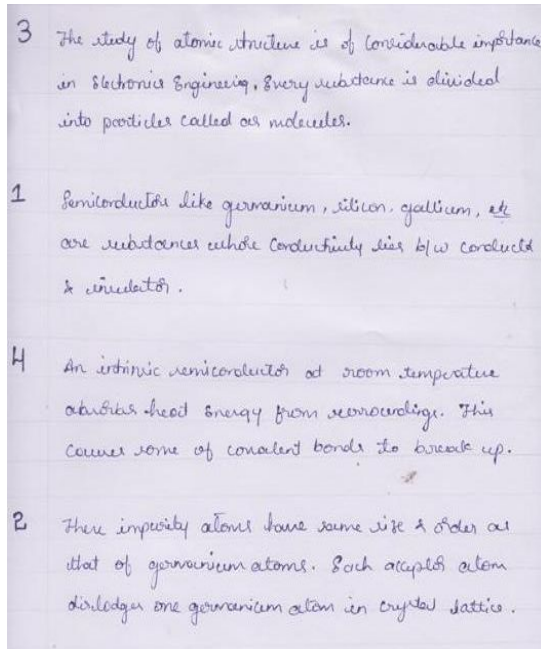 3 The study of atomic structure is of considerable importance
in Electronics Engineering, Every substance is divided
into particles called as molecules.
1 Semiconductors like germanium, silicon, gallium, etc
are substances whose conductivity lies b/w conductor
& insulator.
4 An intrinsic semiconductor at room temperature
absorbs heat energy from surroundings. This
causes some of covalent bonds to break up.
2 These impurity atoms have same size & order as
that of germanium atoms. Each acceptor atom
dislodges one germanium atom in crystal lattice.